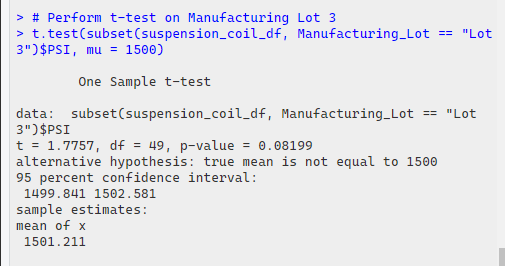 > # Perform t-test on Manufacturing Lot 3
> t.test(subset(suspension_coil_df, Manufacturing_Lot == "Lot
3")$PSI, mu = 1500)
One Sample t-test
data:  subset(suspension_coil_df, Manufacturing_Lot == "Lot
3")$PSI
t = 1.7757, df = 49, p-value = 0.08199
alternative hypothesis: true mean is not equal to 1500
95 percent confidence interval:
1499.841 1502.581
sample estimates:
mean of x
1501.211